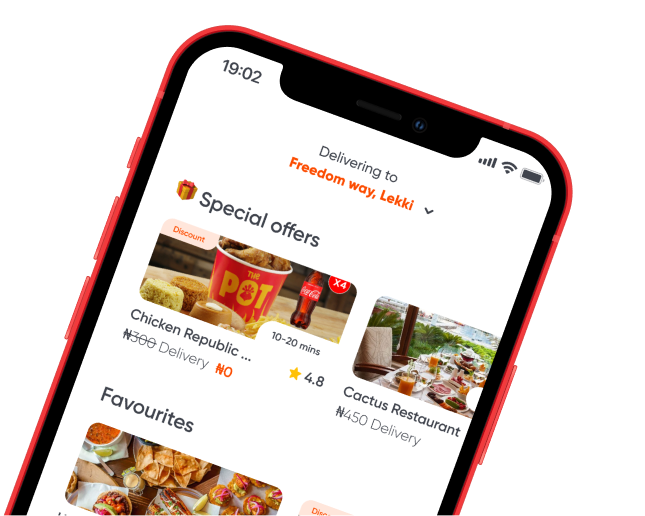 19:02
Delivering to
Freedom way, Lekki
Special offers
Discount
THE
POT
Coca-Cola
X4
10-20 mins
Chicken Republic ...
₦300 Delivery ₦0
4.8
Cactus Restaurant
₦450 Delivery
Favourites